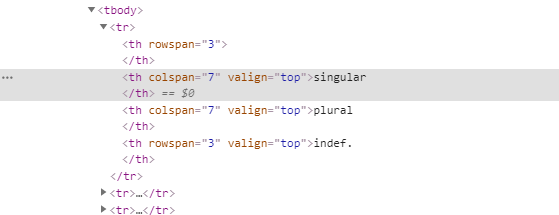 ▼<tbody>
▼<tr>
<th rowspan="3">
</th>
<th colspan="7" valign="top">singular
</th> == $0
<th colspan="7" valign="top">plural
</th>
<th rowspan="3" valign="top">indef.
</th>
</tr>
▶<tr>…</tr>
▶<tr>…</tr>